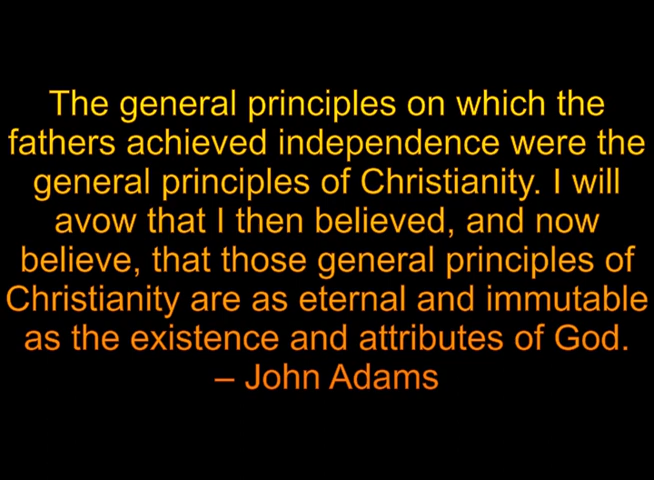 The general principles on which the
fathers achieved independence were the
general principles of Christianity. I will
avow that I then believed, and now
believe, that those general principles of
Christianity are as eternal and immutable
as the existence and attributes of God.
– John Adams